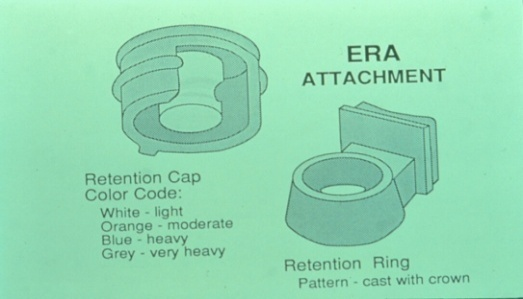 ERA
ATTACHMENT
Retention Cap
Color Code:
White - light
Orange - moderate
Blue - heavy
Grey - very heavy
Retention Ring
Pattern - cast with crown